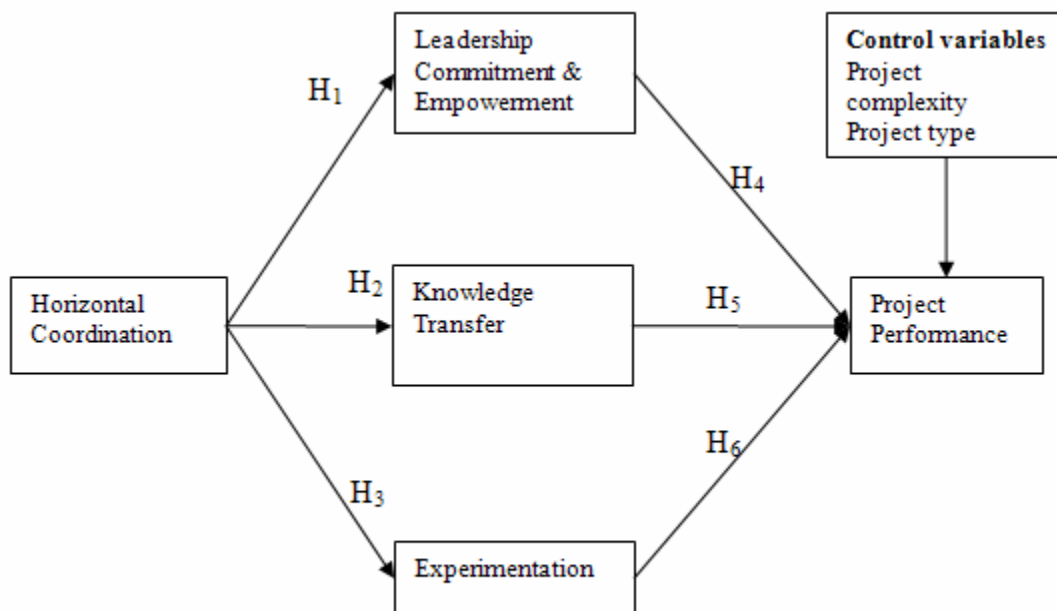 Leadership
Commitment &
Empowerment
Control variables
Project
complexity
Project type
H1
H4
Horizontal
Coordination
H2
Knowledge
Transfer
H5
Project
Performance
H3
H6
Experimentation